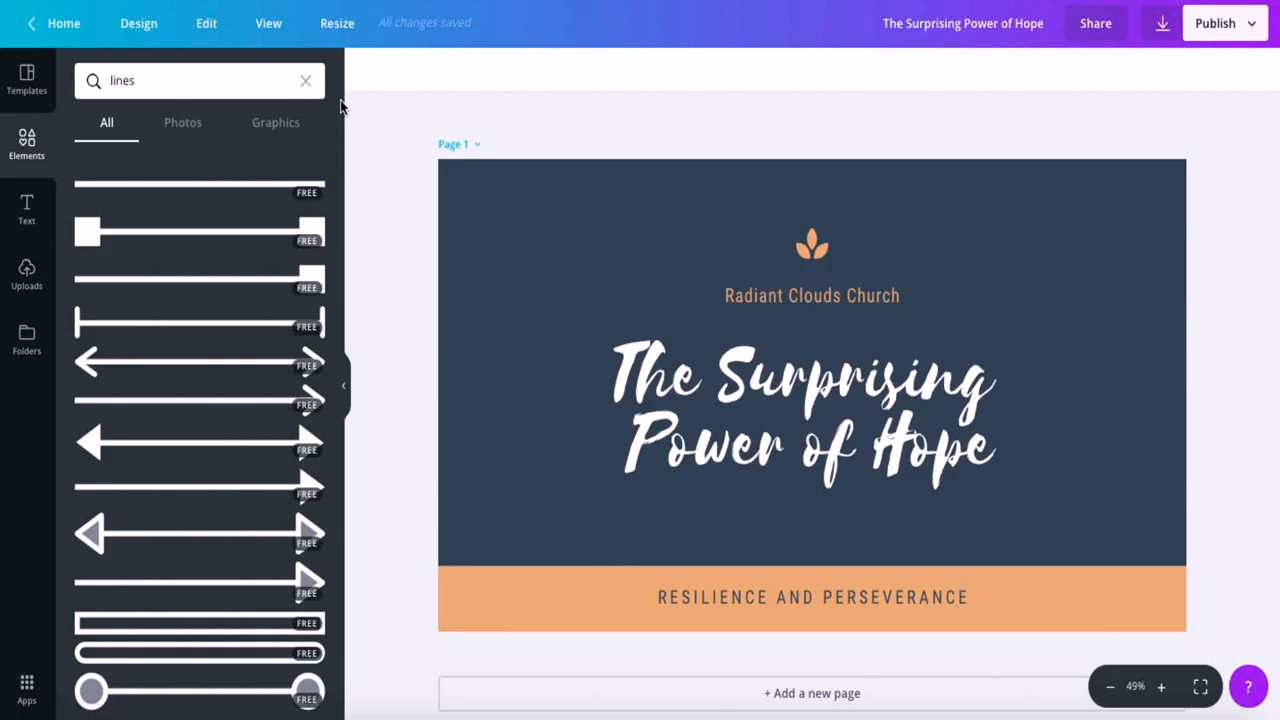 Home Design Edit View Resize All changes saved The Surprising Power of Hope Share Publish
Templates
Elements
Text
Uploads
Folders
Apps
lines
All Photos Graphics
FREE
FREE
FREE
FREE
FREE
FREE
FREE
FREE
FREE
FREE
FREE
FREE
FREE
Page 1
Radiant Clouds Church
The Surprising
Power of Hope
RESILIENCE AND PERSEVERANCE
+ Add a new page
− 49% +
?